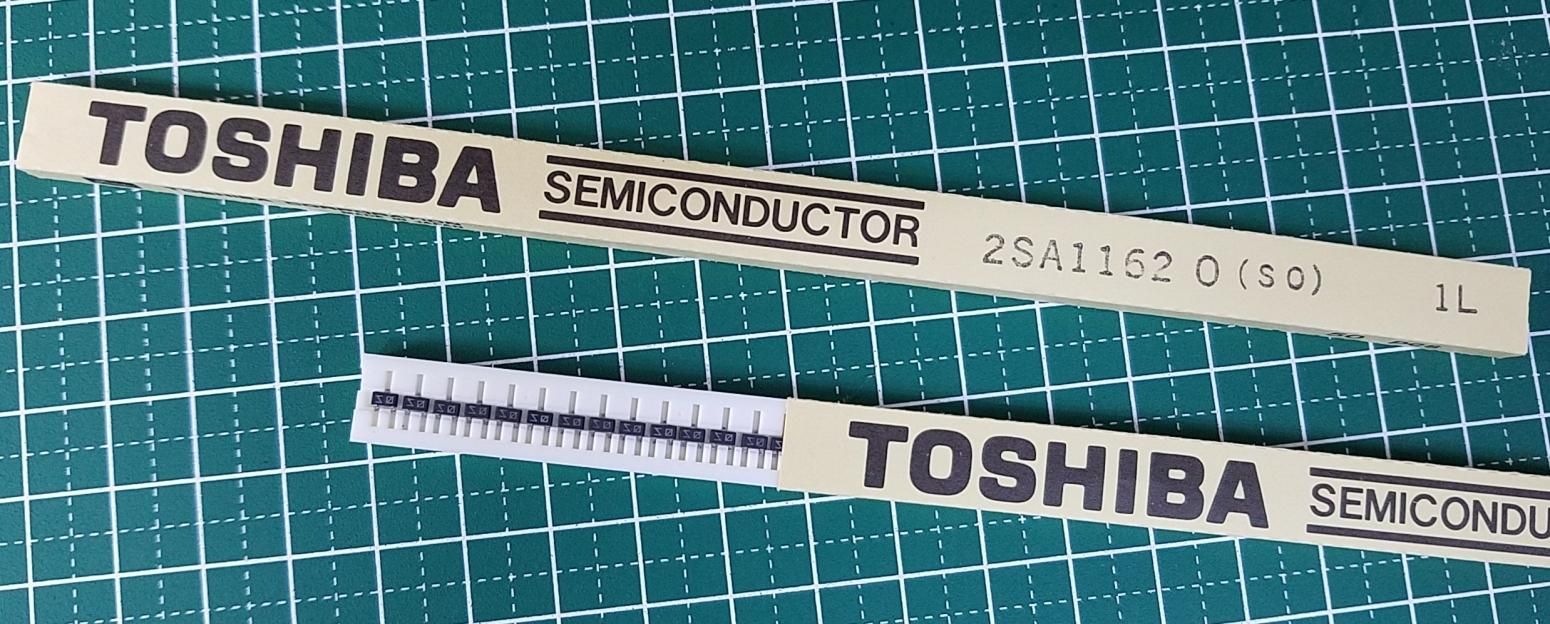 TOSHIBA SEMICONDUCTOR 2SA1162 O (SO) 1L
TOSHIBA SEMICONDU